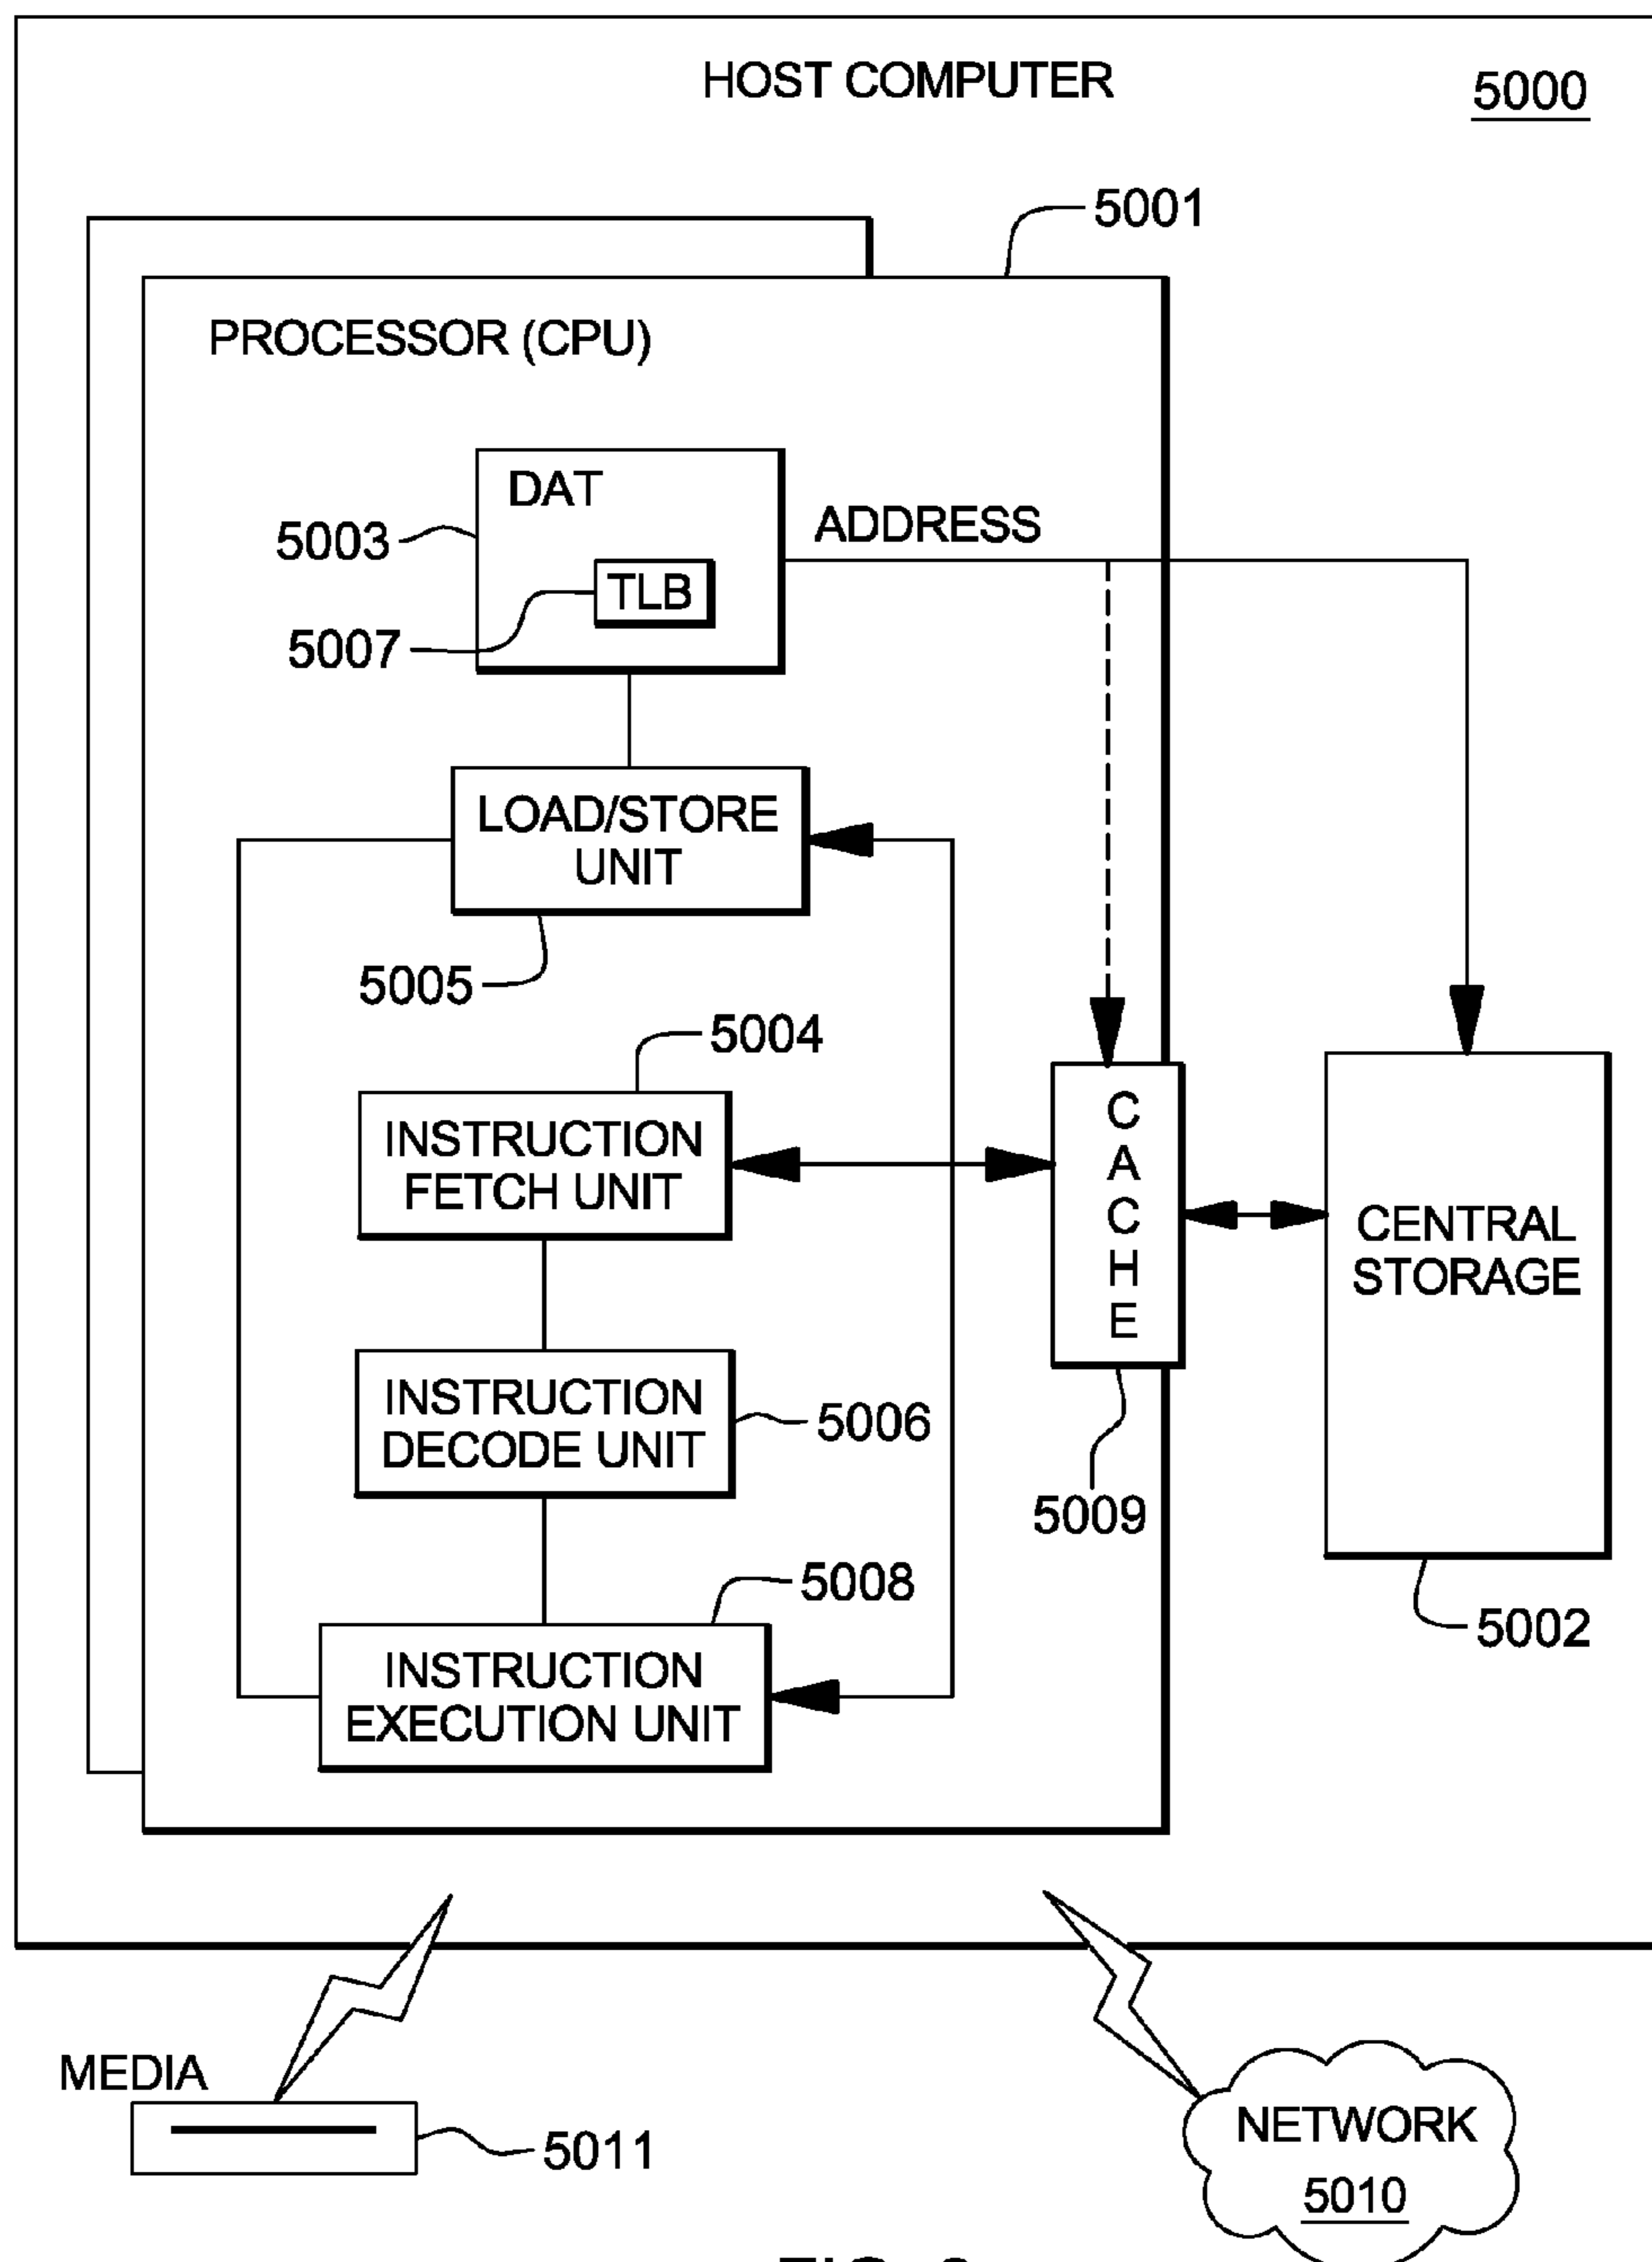 HOST COMPUTER
5000
5001
PROCESSOR (CPU)
DAT
ADDRESS
5003
TLB
5007
LOAD/STORE
UNIT
5005
5004
INSTRUCTION
FETCH UNIT
C
A
C
H
E
CENTRAL
STORAGE
INSTRUCTION
DECODE UNIT
5006
5009
5008
5002
INSTRUCTION
EXECUTION UNIT
MEDIA
5011
NETWORK
5010